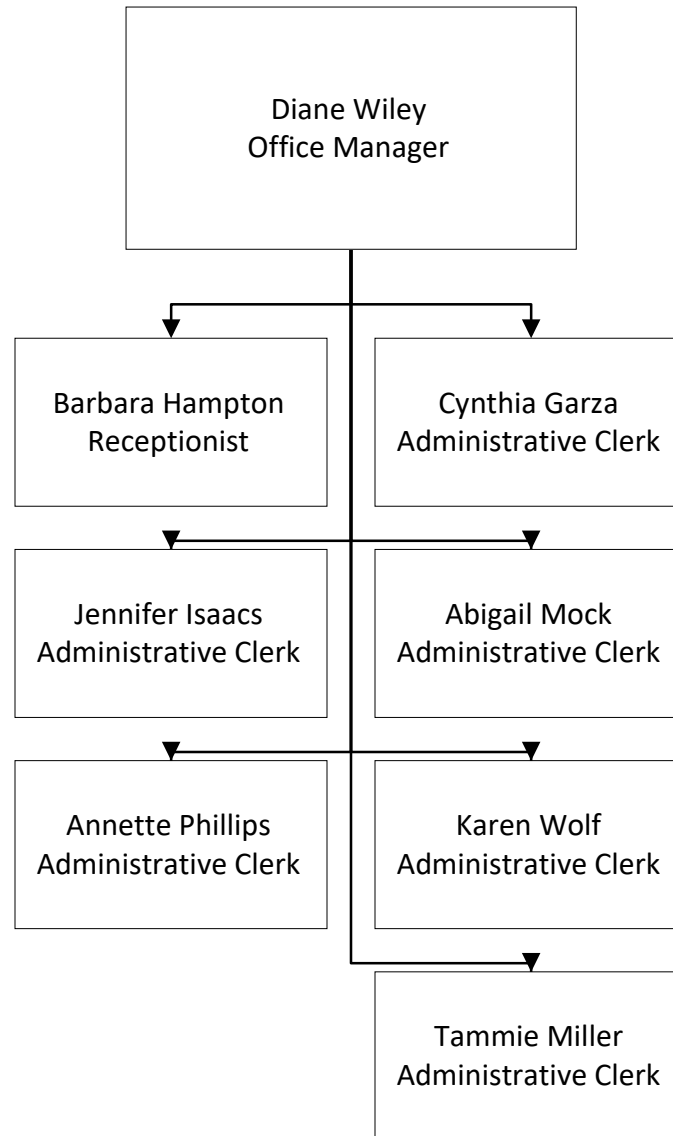 Diane Wiley
Office Manager
Barbara Hampton
Receptionist
Cynthia Garza
Administrative Clerk
Jennifer Isaacs
Administrative Clerk
Abigail Mock
Administrative Clerk
Annette Phillips
Administrative Clerk
Karen Wolf
Administrative Clerk
Tammie Miller
Administrative Clerk